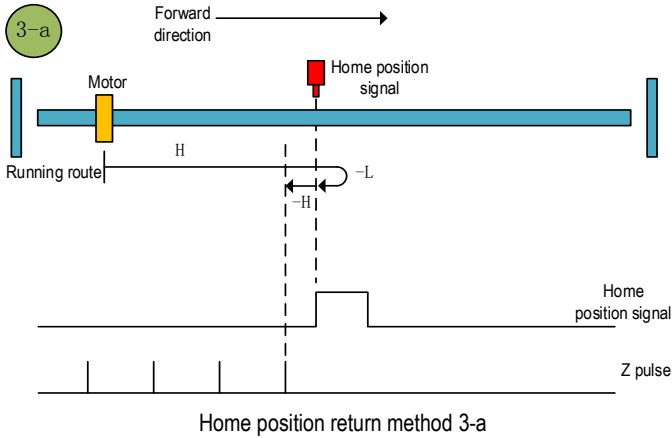 3-a
Forward
direction
Motor
Home position
signal
H
Running route
-L
-H
Home
position signal
Z pulse
Home position return method 3-a